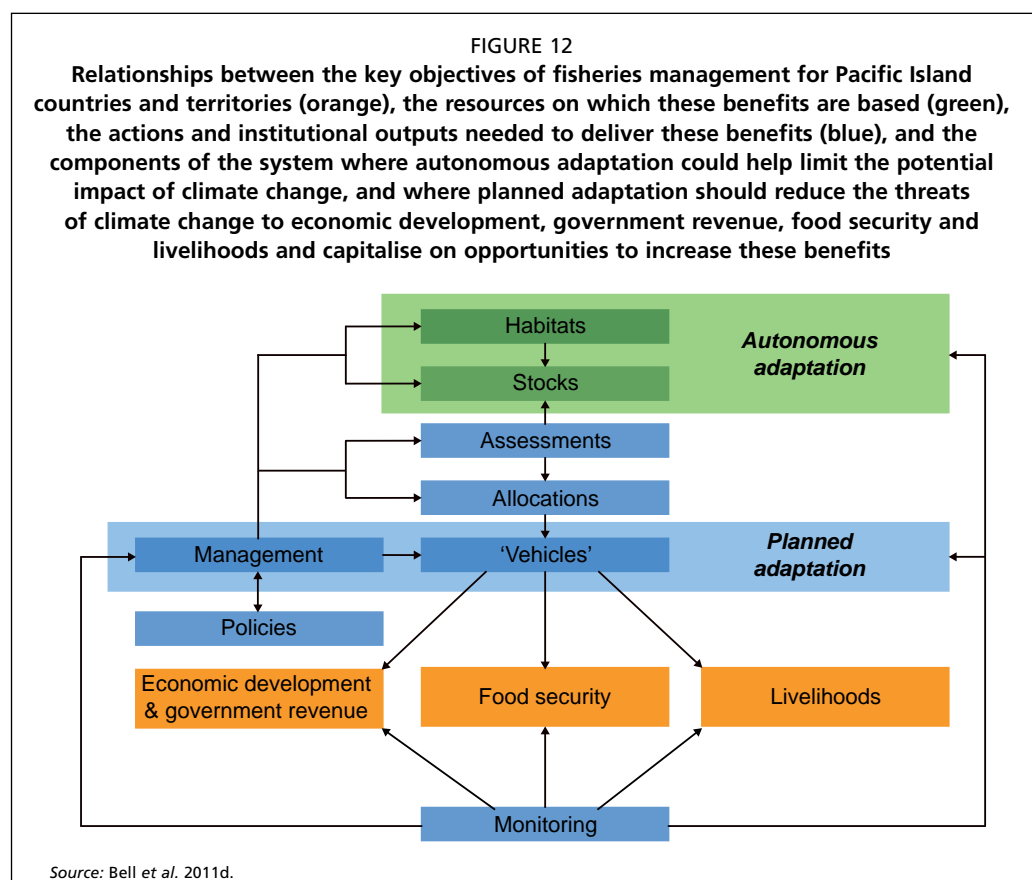 FIGURE 12
Relationships between the key objectives of fisheries management for Pacific Island
countries and territories (orange), the resources on which these benefits are based (green),
the actions and institutional outputs needed to deliver these benefits (blue), and the
components of the system where autonomous adaptation could help limit the potential
impact of climate change, and where planned adaptation should reduce the threats
of climate change to economic development, government revenue, food security and
livelihoods and capitalise on opportunities to increase these benefits
Habitats
Autonomous
adaptation
Stocks
Assessments
Allocations
Management
'Vehicles'
Planned
adaptation
Policies
Economic development
& government revenue
Food security
Livelihoods
Monitoring
Source: Bell et al. 2011d.